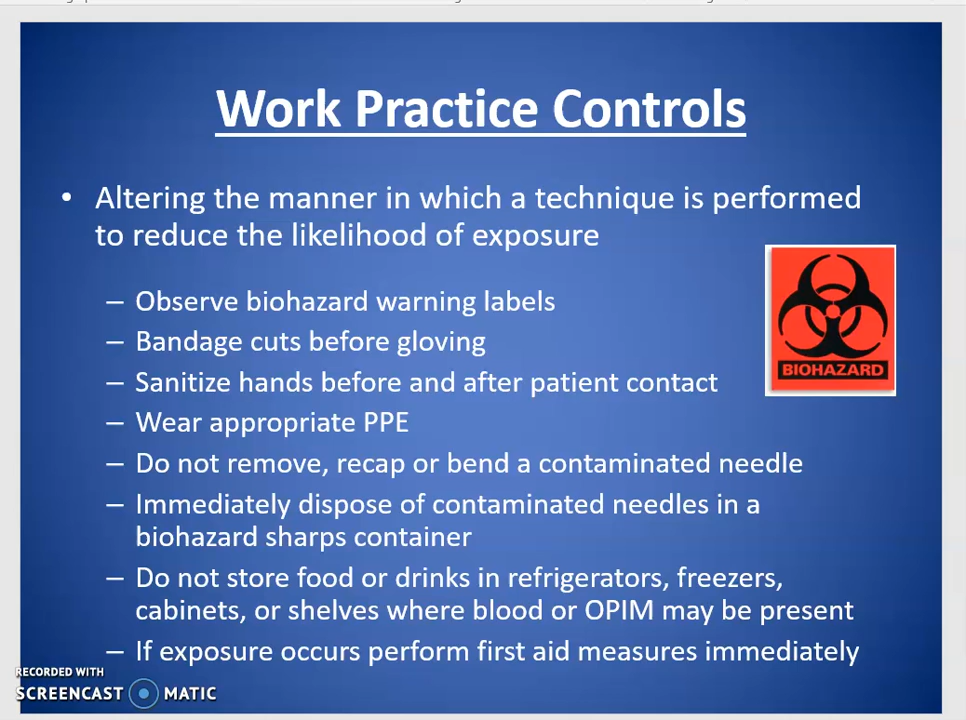 Work Practice Controls
• Altering the manner in which a technique is performed
to reduce the likelihood of exposure
– Observe biohazard warning labels
– Bandage cuts before gloving
– Sanitize hands before and after patient contact
– Wear appropriate PPE
– Do not remove, recap or bend a contaminated needle
– Immediately dispose of contaminated needles in a
biohazard sharps container
– Do not store food or drinks in refrigerators, freezers,
cabinets, or shelves where blood or OPIM may be present
– If exposure occurs perform first aid measures immediately
BIOHAZARD
RECORDED WITH
SCREENCAST MATIC